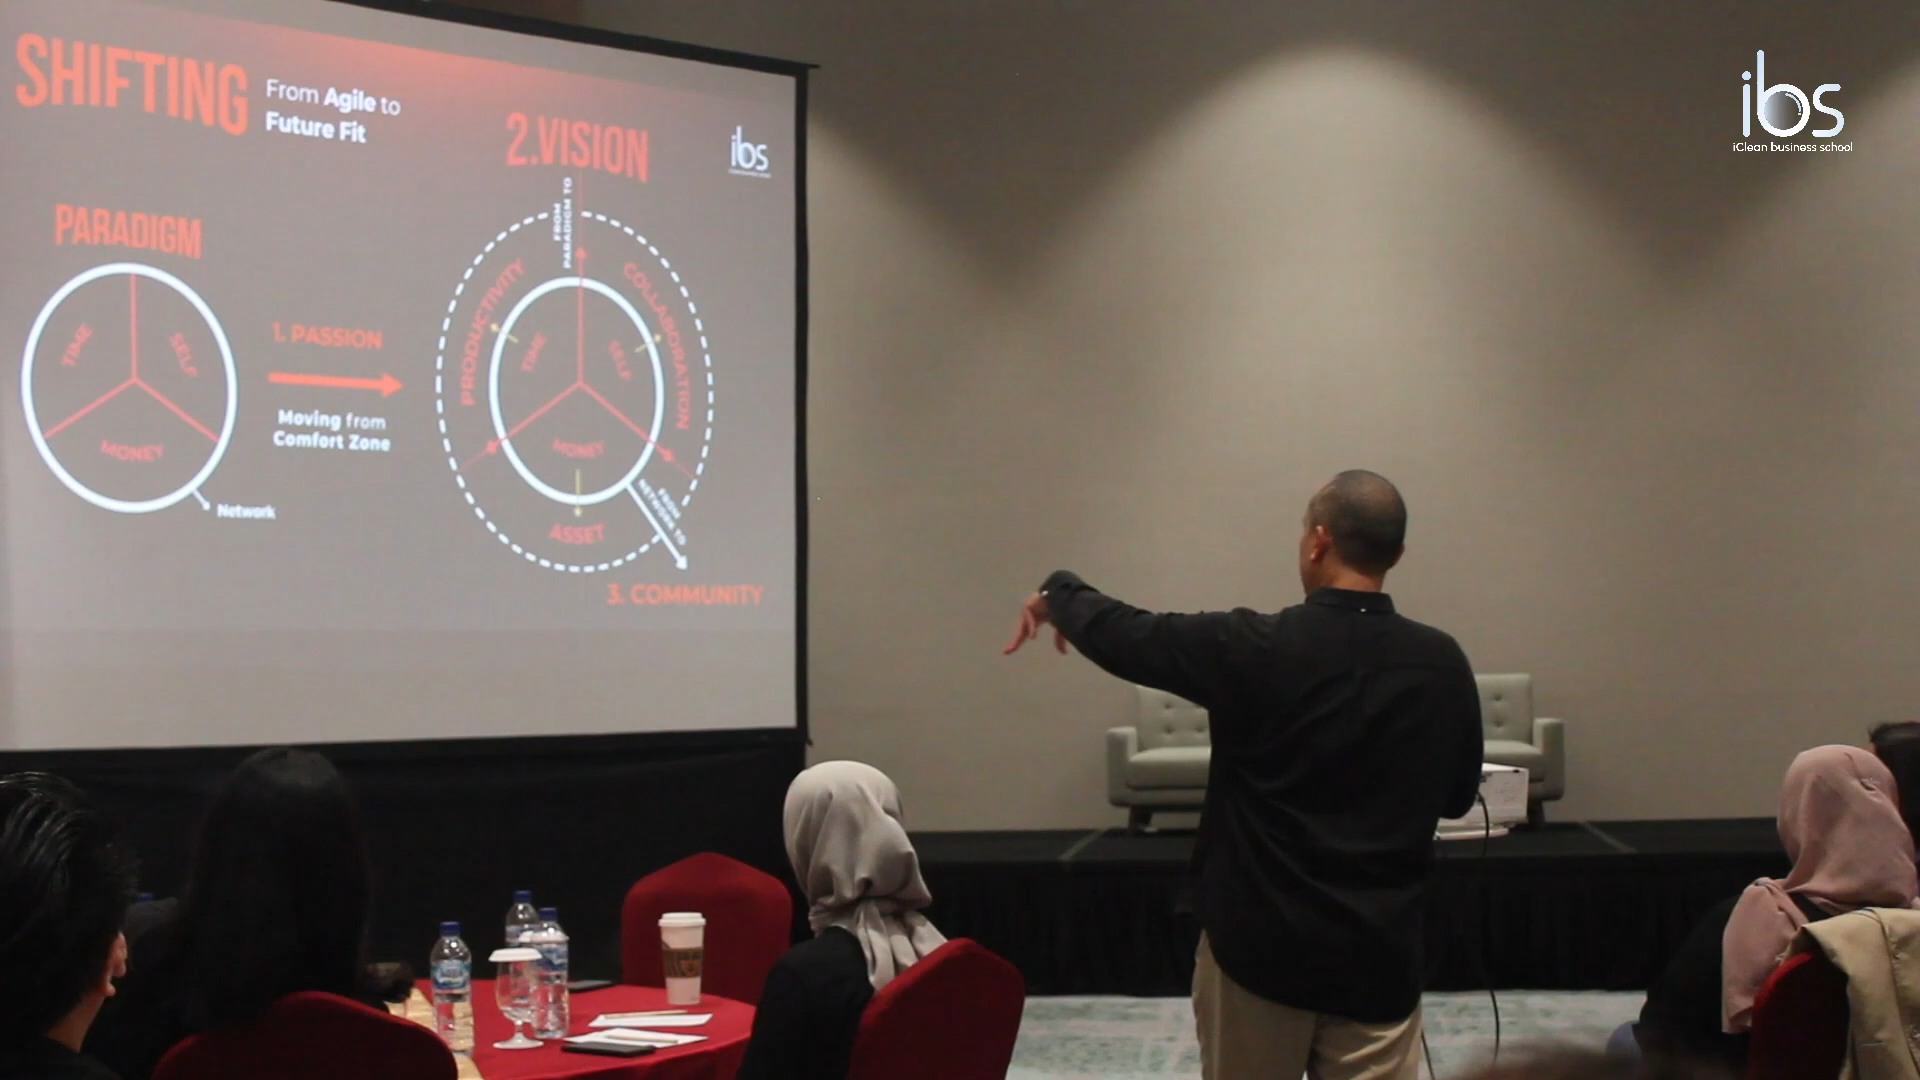 SHIFTING
From Agile to
Future Fit
2.VISION
ibs
PARADIGM
TIME
SELF
MONEY
Network
1. PASSION
Moving from
Comfort Zone
FROM
PARADIGM TO
PRODUCTIVITY
COLLABORATION
TIME
SELF
MONEY
ASSET
FROM
NETWORK TO
3. COMMUNITY
ibs
iClean business school